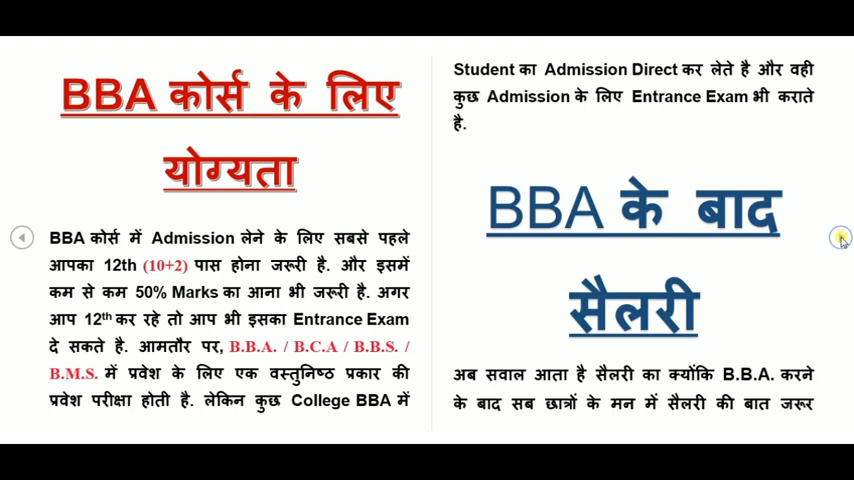 BBA कोर्स के लिए
योग्यता
BBA कोर्स में Admission लेने के लिए सबसे पहले
आपका 12th (10+2) पास होना जरूरी है. और इसमें
कम से कम 50% Marks का आना भी जरूरी है. अगर
आप 12th कर रहे तो आप भी इसका Entrance Exam
दे सकते है. आमतौर पर, B.B.A. / B.C.A / B.B.S. /
B.M.S. में प्रवेश के लिए एक वस्तुनिष्ठ प्रकार की
प्रवेश परीक्षा होती है. लेकिन कुछ College BBA में
Student का Admission Direct कर लेते है और वही
कुछ Admission के लिए Entrance Exam भी कराते
है.
BBA के बाद
सैलरी
अब सवाल आता है सैलरी का क्योंकि B.B.A. करने
के बाद सब छात्रों के मन में सैलरी की बात जरूर